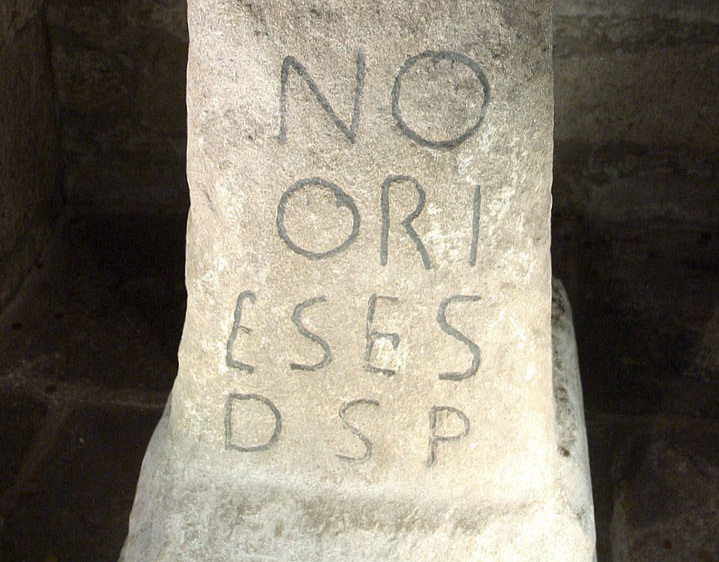 NO
ORI
ESES
DSP